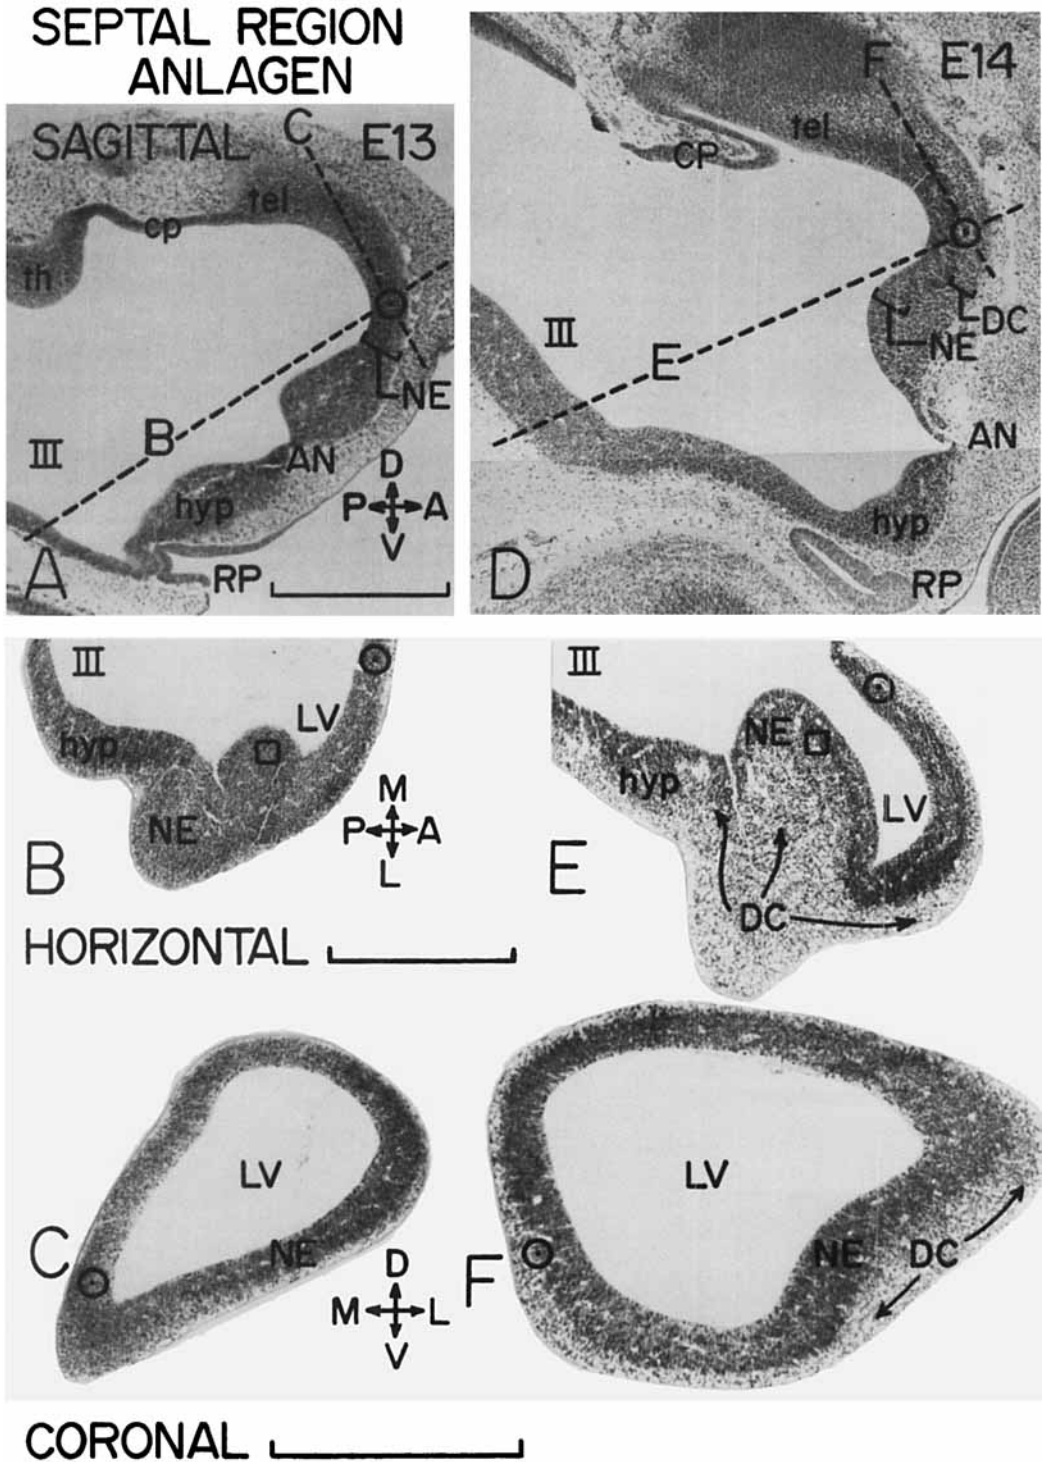 SEPTAL REGION
ANLAGEN
SAGITTAL
C
E13
tel
cp
th
NE
III
B
AN
D
P A
V
hyp
A
RP
F
E14
tel
CP
III
E
DC
NE
AN
hyp
D
RP
III
hyp
LV
NE
B
M
P A
L
HORIZONTAL
III
NE
hyp
LV
E
DC
LV
C
NE
D
M L
V
LV
F
NE
DC
CORONAL